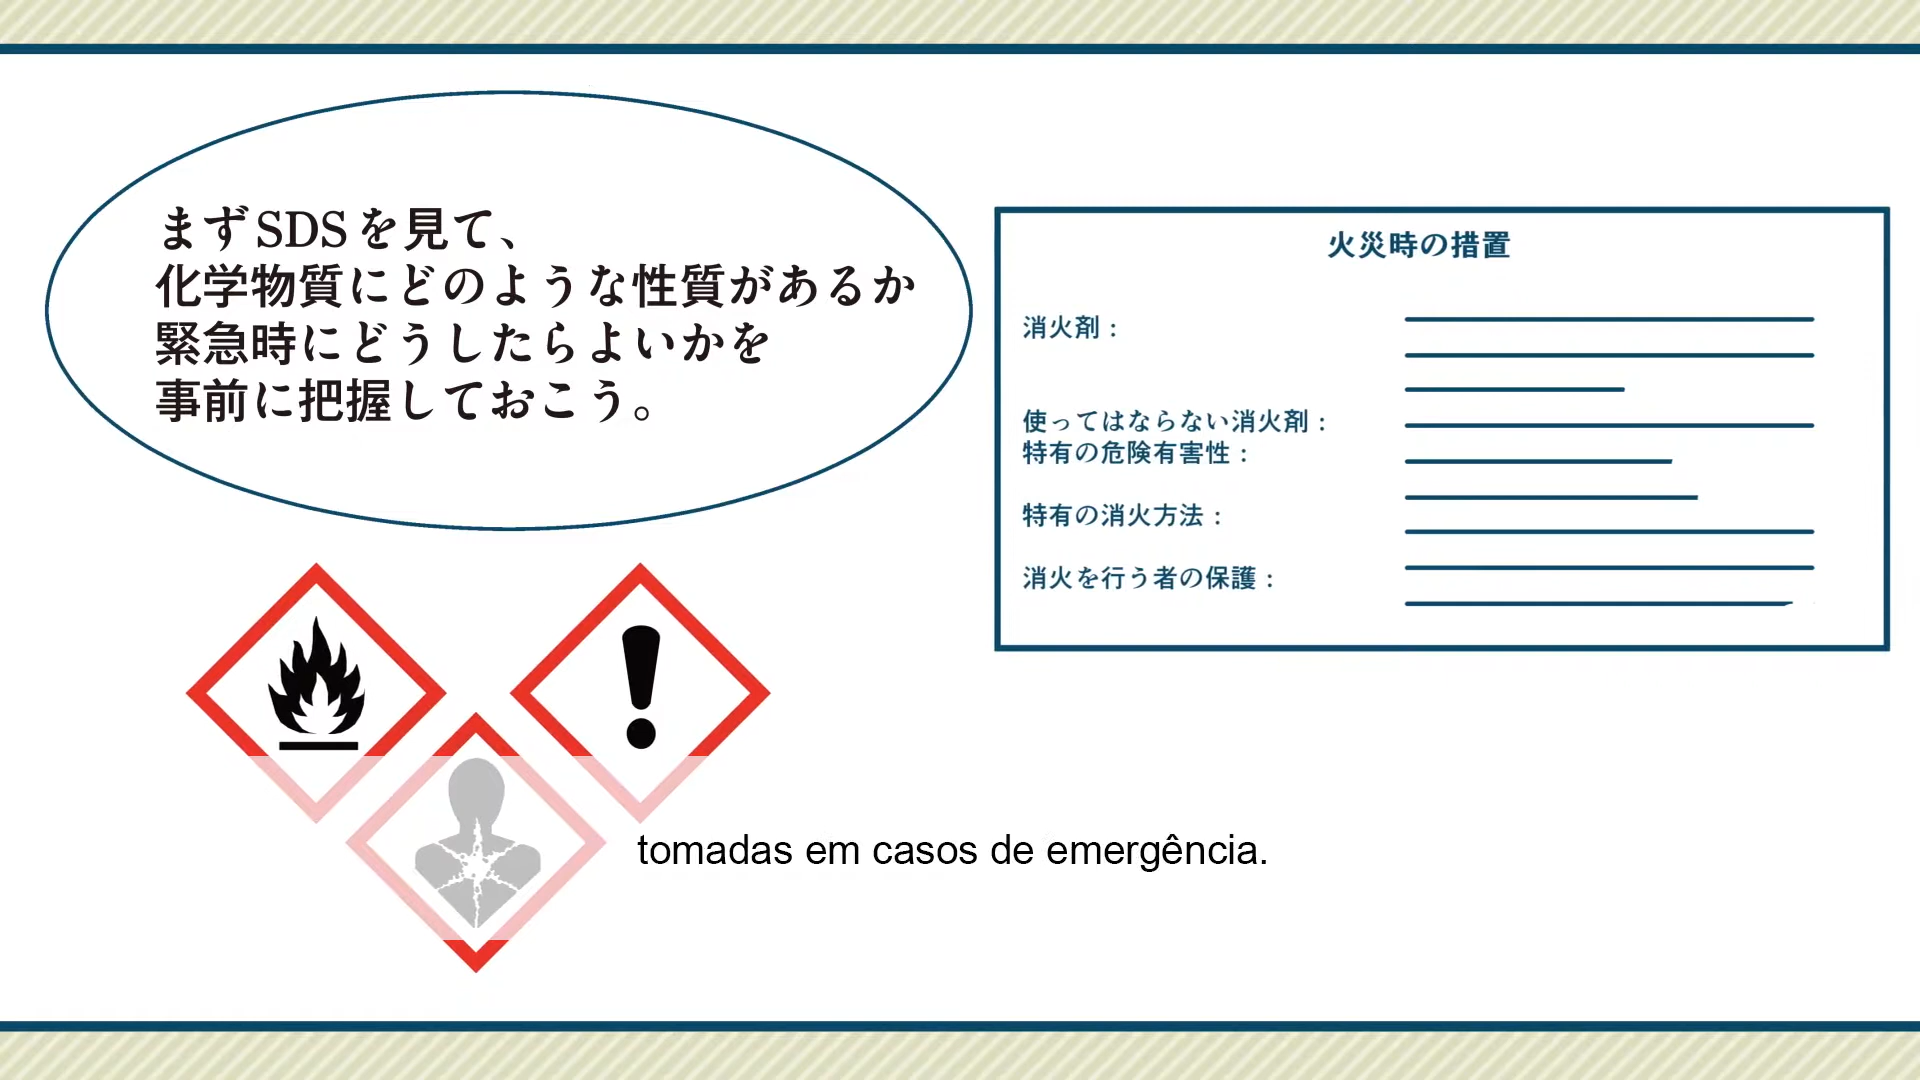 まずSDSを見て、
化学物質にどのような性質があるか
緊急時にどうしたらよいかを
事前に把握しておこう。
火災時の措置
消火剤：
使ってはならない消火剤：
特有の危険有害性：
特有の消火方法：
消火を行う者の保護：
tomadas em casos de emergência.